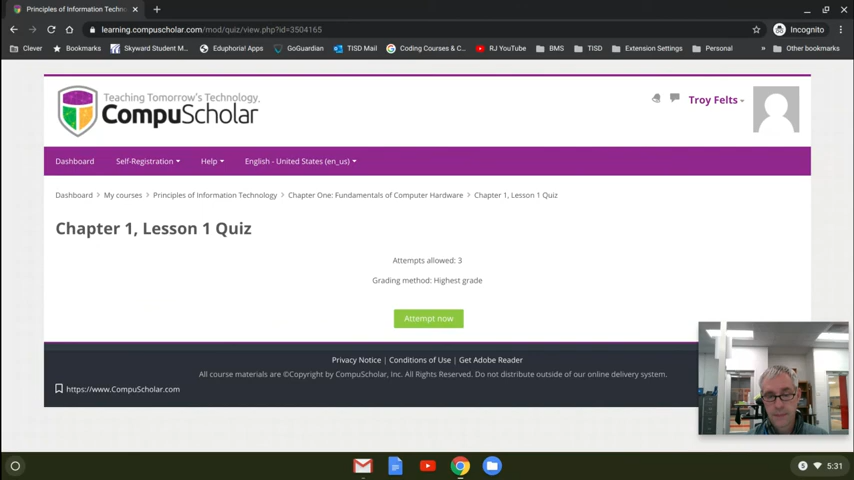 Principles of Information Techno
learning.compuscholar.com/mod/quiz/view.php?id=3504165
Incognito
Clever
Bookmarks
Skyward Student M...
Eduphoria! Apps
GoGuardian
TISD Mail
Coding Courses & C...
RJ YouTube
BMS
TISD
Extension Settings
Personal
»
Other bookmarks
Teaching Tomorrow's Technology
CompuScholar
Troy Felts
Dashboard
Self-Registration
Help
English - United States (en_us)
Dashboard > My courses > Principles of Information Technology > Chapter One: Fundamentals of Computer Hardware > Chapter 1, Lesson 1 Quiz
Chapter 1, Lesson 1 Quiz
Attempts allowed: 3
Grading method: Highest grade
Attempt now
Privacy Notice | Conditions of Use | Get Adobe Reader
All course materials are ©Copyright by CompuScholar, Inc. All Rights Reserved. Do not distribute outside of our online delivery system.
https://www.CompuScholar.com
5:31